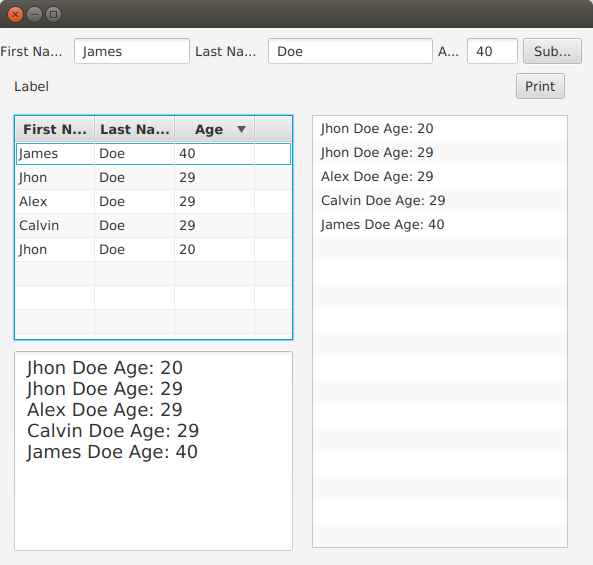 First Na... James Last Na... Doe A... 40 Sub...
Label Print
First N... Last Na... Age
James Doe 40
Jhon Doe 29
Alex Doe 29
Calvin Doe 29
Jhon Doe 20
Jhon Doe Age: 20
Jhon Doe Age: 29
Alex Doe Age: 29
Calvin Doe Age: 29
James Doe Age: 40
Jhon Doe Age: 20
Jhon Doe Age: 29
Alex Doe Age: 29
Calvin Doe Age: 29
James Doe Age: 40